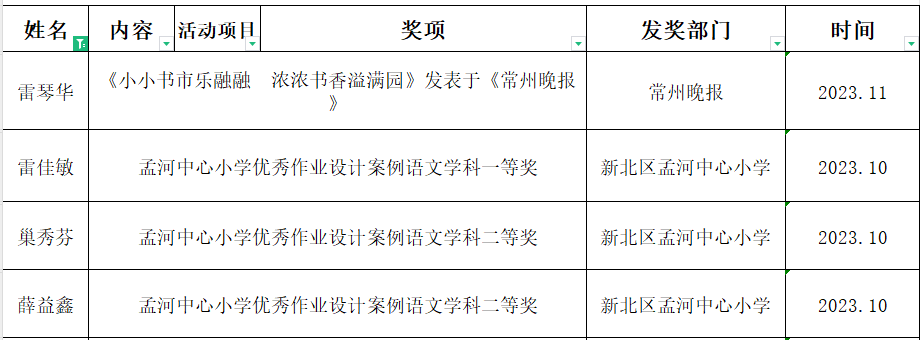 姓名 内容 活动项目 奖项 发奖部门 时间
雷琴华 《小小书市乐融融　浓浓书香溢满园》发表于《常州晚报 常州晚报 2023.11
》
雷佳敏 孟河中心小学优秀作业设计案例语文学科一等奖 新北区孟河中心小学 2023.10
巢秀芬 孟河中心小学优秀作业设计案例语文学科二等奖 新北区孟河中心小学 2023.10
薛益鑫 孟河中心小学优秀作业设计案例语文学科二等奖 新北区孟河中心小学 2023.10